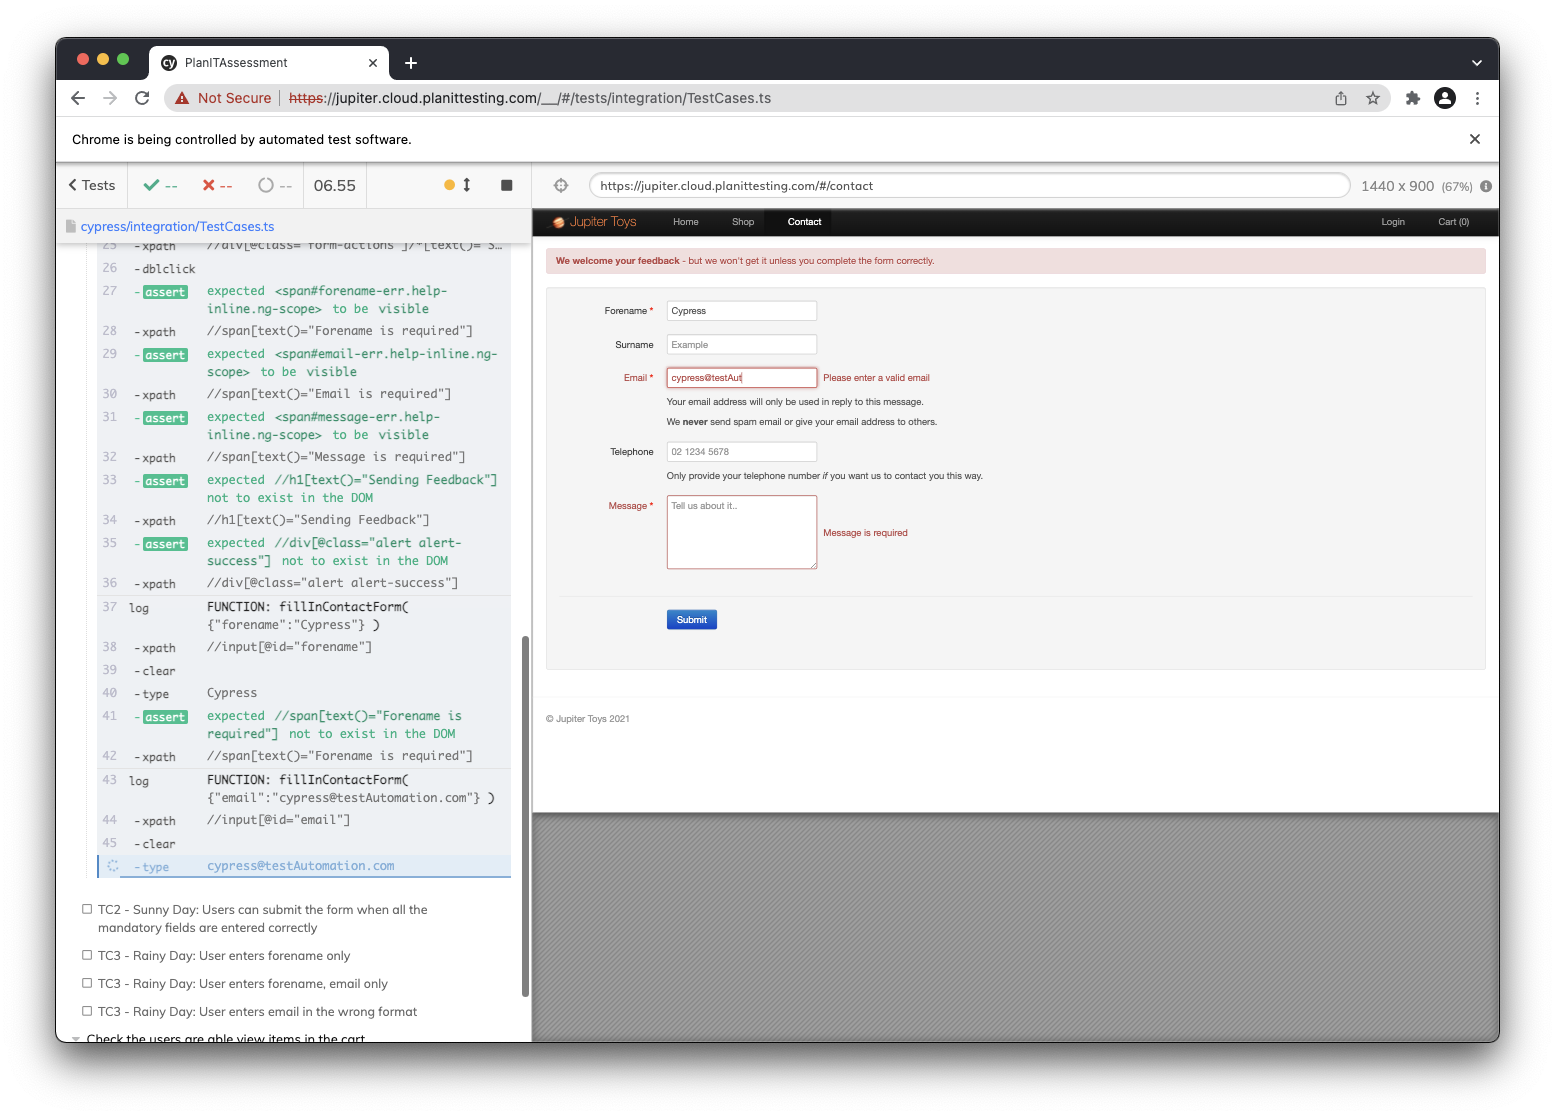 cy PlanITAssessment
Not Secure https://jupiter.cloud.planittesting.com/__/#/tests/integration/TestCases.ts
Chrome is being controlled by automated test software.
Tests -- -- -- 06.55
cypress/integration/TestCases.ts
25 -xpath //div[@class="form-actions"]/*[text()="S...
26 -dblclick
27 -assert expected <span#forename-err.help-
inline.ng-scope> to be visible
28 -xpath //span[text()="Forename is required"]
29 -assert expected <span#email-err.help-inline.ng-
scope> to be visible
30 -xpath //span[text()="Email is required"]
31 -assert expected <span#message-err.help-
inline.ng-scope> to be visible
32 -xpath //span[text()="Message is required"]
33 -assert expected //h1[text()="Sending Feedback"]
not to exist in the DOM
34 -xpath //h1[text()="Sending Feedback"]
35 -assert expected //div[@class="alert alert-
success"] not to exist in the DOM
36 -xpath //div[@class="alert alert-success"]
37 log FUNCTION: fillInContactForm(
{"forename":"Cypress"} )
38 -xpath //input[@id="forename"]
39 -clear
40 -type Cypress
41 -assert expected //span[text()="Forename is
required"] not to exist in the DOM
42 -xpath //span[text()="Forename is required"]
43 log FUNCTION: fillInContactForm(
{"email":"cypress@testAutomation.com"} )
44 -xpath //input[@id="email"]
45 -clear
-type cypress@testAutomation.com
TC2 - Sunny Day: Users can submit the form when all the
mandatory fields are entered correctly
TC3 - Rainy Day: User enters forename only
TC3 - Rainy Day: User enters forename, email only
TC3 - Rainy Day: User enters email in the wrong format
Check the users are able view items in the cart
https://jupiter.cloud.planittesting.com/#/contact 1440 x 900 (67%)
Jupiter Toys Home Shop Contact Login Cart (0)
We welcome your feedback - but we won't get it unless you complete the form correctly.
Forename * Cypress
Surname Example
Email * cypress@testAut Please enter a valid email
Your email address will only be used in reply to this message.
We never send spam email or give your email address to others.
Telephone 02 1234 5678
Only provide your telephone number if you want us to contact you this way.
Message * Tell us about it..
Message is required
Submit
© Jupiter Toys 2021